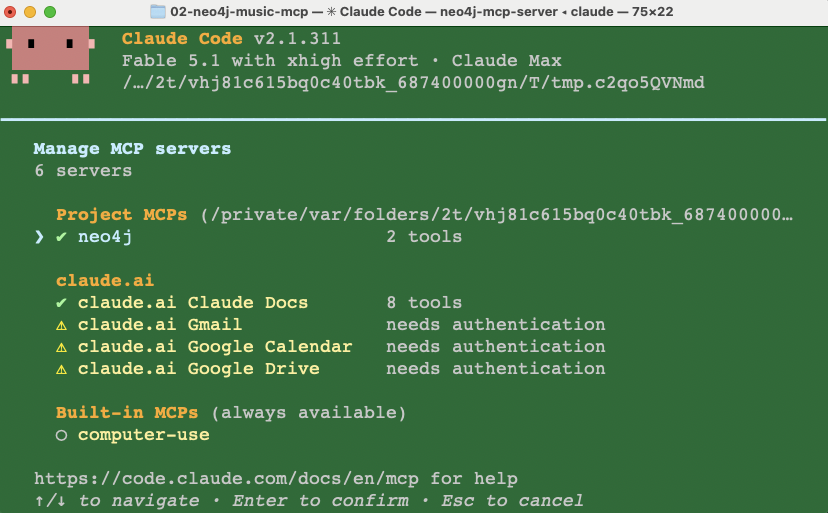 02-neo4j-music-mcp — ✳ Claude Code — neo4j-mcp-server ◂ claude — 75×22
Claude Code v2.1.311
Fable 5.1 with xhigh effort · Claude Max
/…/2t/vhj81c615bq0c40tbk_687400000gn/T/tmp.c2qo5QVNmd
Manage MCP servers
6 servers
Project MCPs (/private/var/folders/2t/vhj81c615bq0c40tbk_687400000…
❯ ✔ neo4j 2 tools
claude.ai
✔ claude.ai Claude Docs 8 tools
⚠ claude.ai Gmail needs authentication
⚠ claude.ai Google Calendar needs authentication
⚠ claude.ai Google Drive needs authentication
Built-in MCPs (always available)
◯ computer-use
https://code.claude.com/docs/en/mcp for help
↑/↓ to navigate · Enter to confirm · Esc to cancel